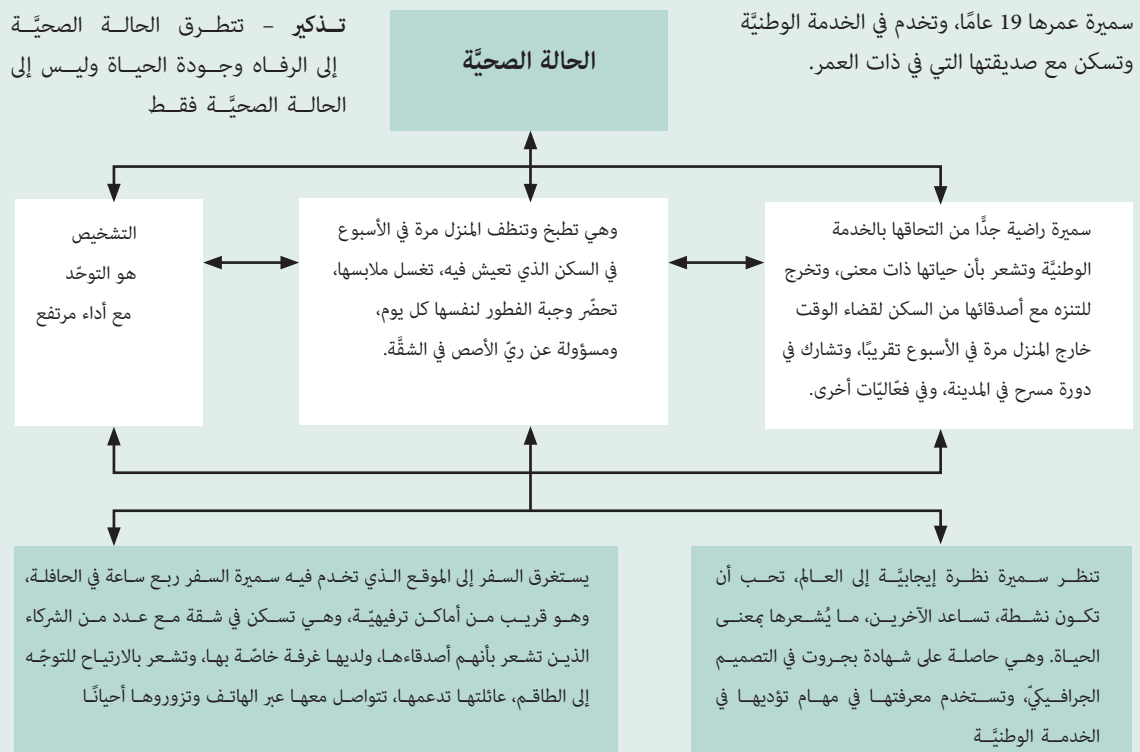 سميرة عمرها 19 عامًا، وتخدم في الخدمة الوطنيَّة
وتسكن مع صديقتها التي في ذات العمر.
الحالة الصحيَّة
تـذكير – تتطـرق الحالـة الصحيَّـة
إلى الرفـاه وجـودة الحيـاة وليـس إلى
الحالـة الصحيَّـة فقـط
سميرة راضية جدًّا من التحاقها بالخدمة
الوطنيَّة وتشعر بأن حياتها ذات معنى، وتخرج
للتنزه مع أصدقائها من السكن لقضاء الوقت
خارج المنزل مرة في الأسبوع تقريبًا، وتشارك في
دورة مسرح في المدينة، وفي فعّاليّات أخرى.
وهي تطبخ وتنظف المنزل مرة في الأسبوع
في السكن الذي تعيش فيه، تغسل ملابسها،
تحضّر وجبة الفطور لنفسها كل يوم،
ومسؤولة عن ريّ الأصص في الشقَّة.
التشخيص
هو التوحّد
مع أداء مرتفع
تنظـر سـميرة نظـرة إيجابيَّـة إلى العـالم، تحـب أن
تكـون نشـطة، تسـاعد الآخريـن، مـا يُشـعرها بمعنـى
الحيـاة. وهـي حاصلـة على شـهادة بجـروت في التصميـم
الجرافـيكيّ، وتسـتخدم معرفتهـا في مهـام تؤديهـا في
الخدمـة الوطنيَّـة
يسـتغرق السـفر إلى الموقـع الـذي تخـدم فيـه سـميرة السـفر ربـع سـاعة في الحافلـة،
وهـو قريـب مـن أماكـن ترفيهيّـة، وهـي تسـكن في شـقة مـع عـدد مـن الشركاء
الذيـن تشـعر بأنهـم أصدقاءهـا، ولديهـا غرفـة خاصّـة بهـا، وتشـعر بالارتيـاح للتوجّـه
إلى الطاقـم، عائلتهـا تدعمهـا، تتواصـل معهـا عبر الهاتـف وتزوروهـا أحيانًـا